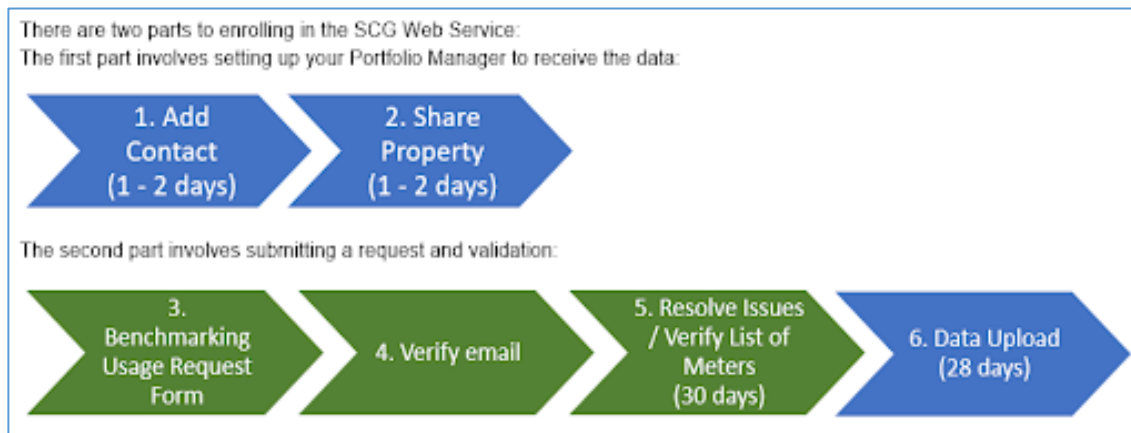 There are two parts to enrolling in the SCG Web Service:
The first part involves setting up your Portfolio Manager to receive the data:
1. Add
Contact
(1 - 2 days)
2. Share
Property
(1 - 2 days)
The second part involves submitting a request and validation:
3.
Benchmarking
Usage Request
Form
4. Verify email
5. Resolve Issues
/ Verify List of
Meters
(30 days)
6. Data Upload
(28 days)